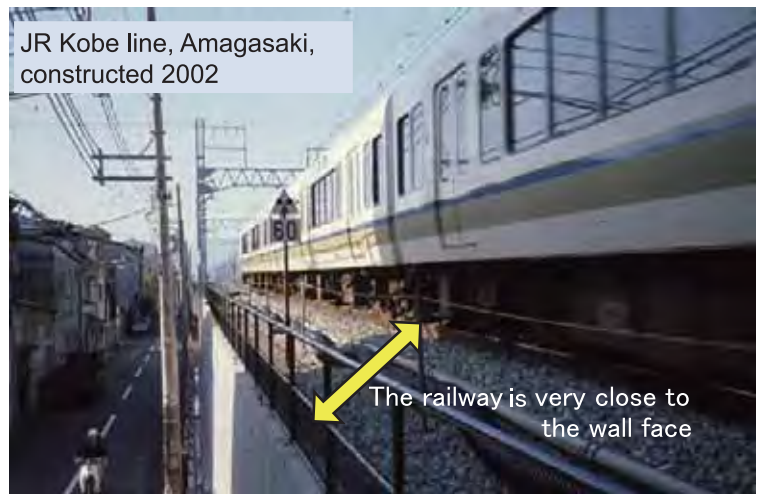 JR Kobe line, Amagasaki,
constructed 2002
60
The railway is very close to
the wall face